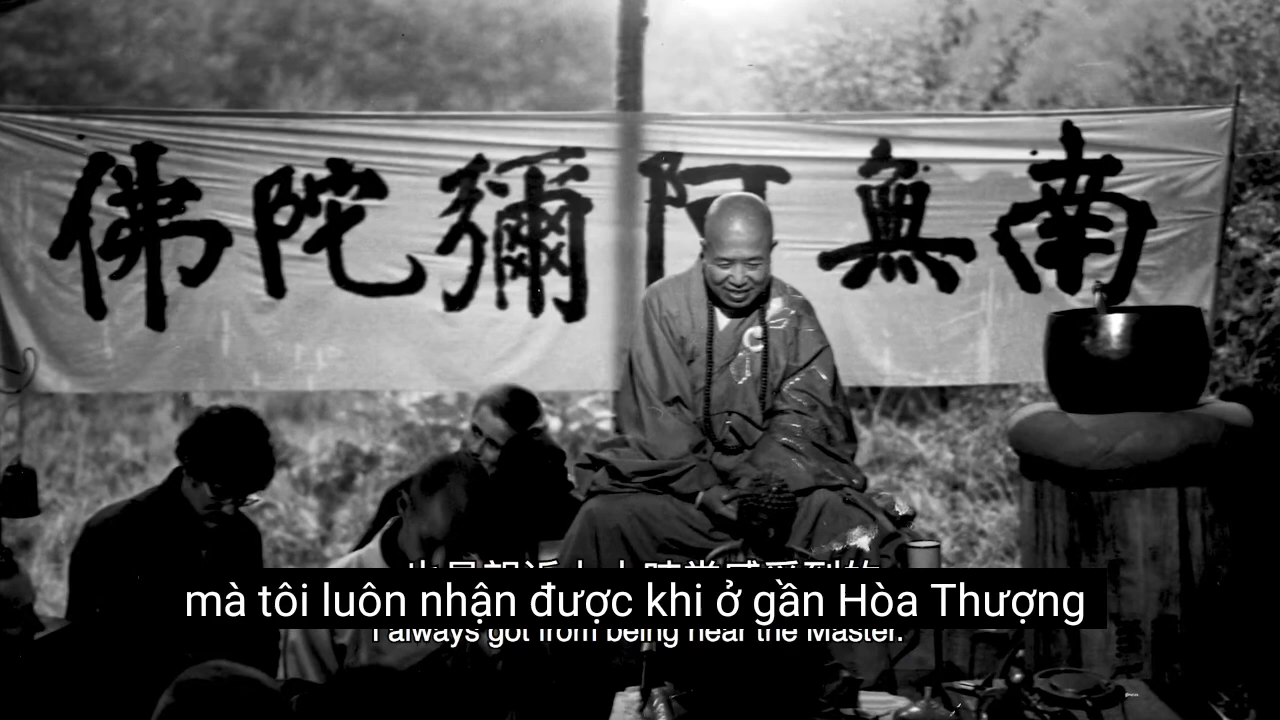 南無阿彌陀佛
mà tôi luôn nhận được khi ở gần Hòa Thượng
I always got from being near the Master.